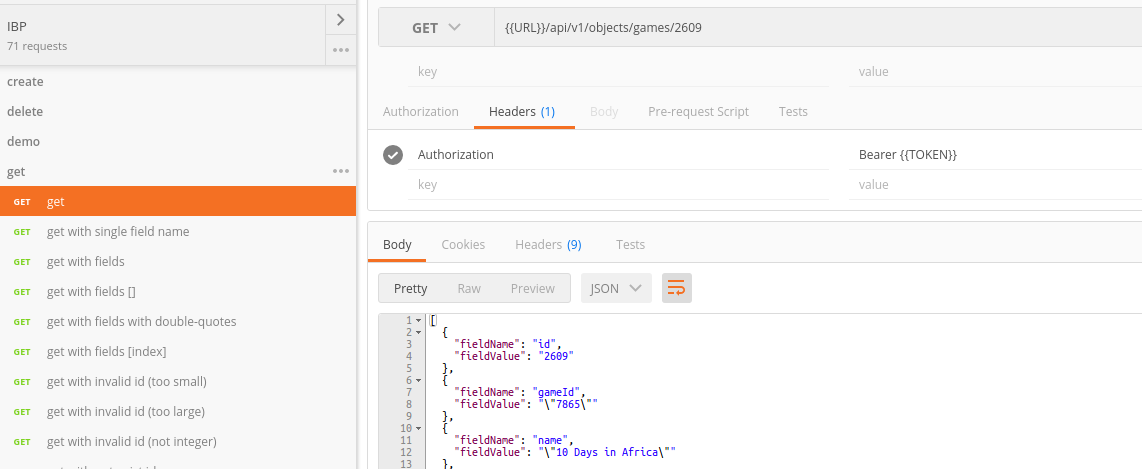 IBP
71 requests
create
delete
demo
get
GET get
GET get with single field name
GET get with fields
GET get with fields []
GET get with fields with double-quotes
GET get with fields [index]
GET get with invalid id (too small)
GET get with invalid id (too large)
GET get with invalid id (not integer)
GET {{URL}}/api/v1/objects/games/2609
key value
Authorization Headers (1) Body Pre-request Script Tests
Authorization Bearer {{TOKEN}}
key value
Body Cookies Headers (9) Tests
Pretty Raw Preview JSON
1 [
2 {
3 "fieldName": "id",
4 "fieldValue": "2609"
5 },
6 {
7 "fieldName": "gameId",
8 "fieldValue": "\"7865\""
9 },
10 {
11 "fieldName": "name",
12 "fieldValue": "\"10 Days in Africa\""
13 },